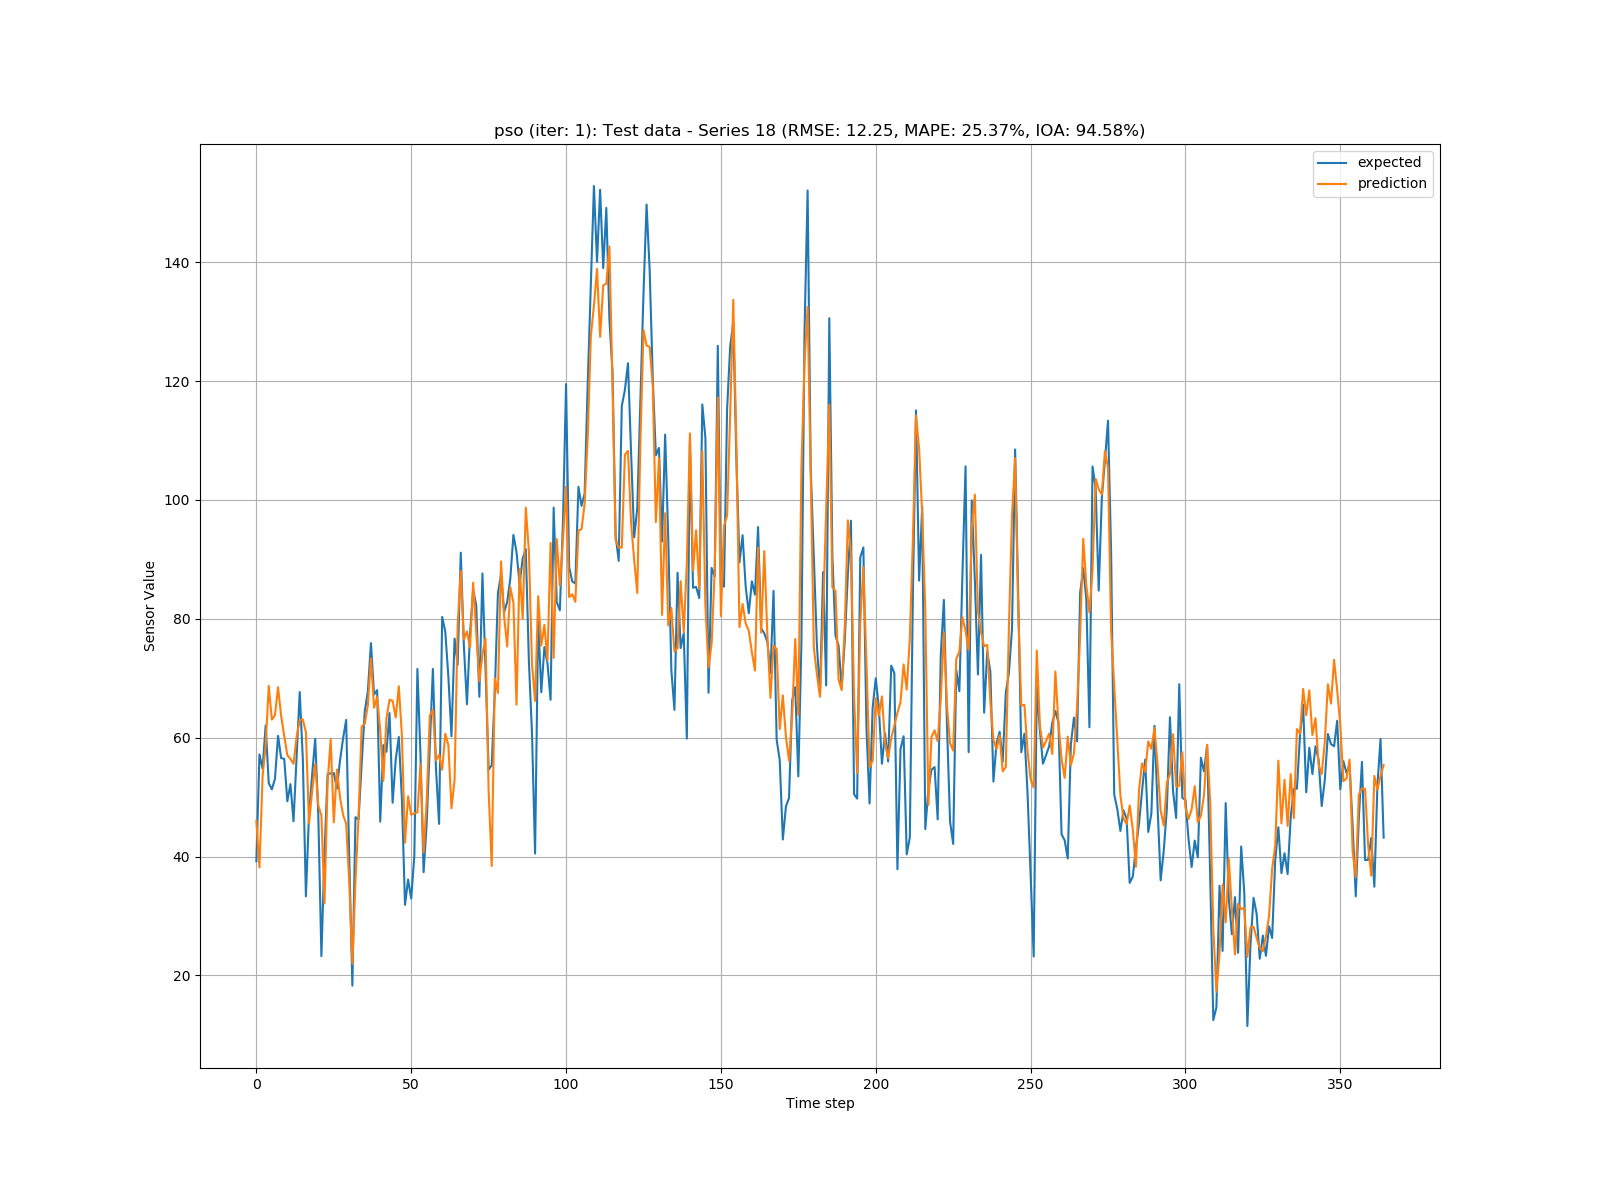 pso (iter: 1): Test data - Series 18 (RMSE: 12.25, MAPE: 25.37%, IOA: 94.58%)
expected
prediction
140
120
100
80
60
40
20
Sensor Value
0 50 100 150 200 250 300 350
Time step